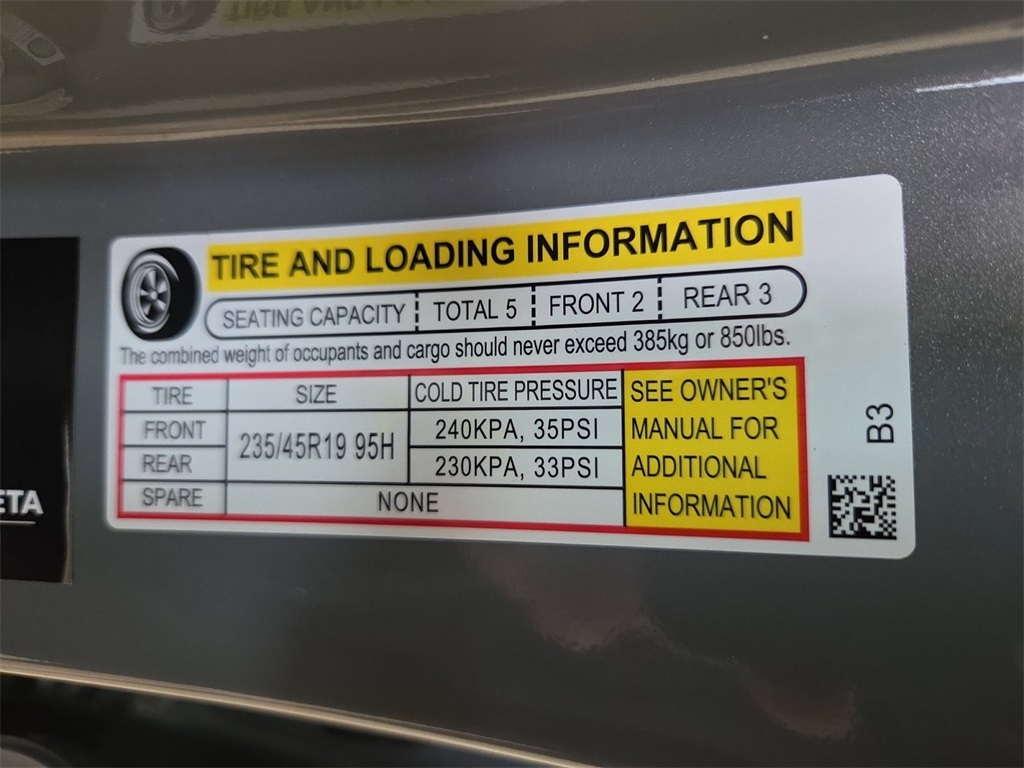 TIRE AND LOADING INFORMATION
SEATING CAPACITY TOTAL 5 FRONT 2 REAR 3
The combined weight of occupants and cargo should never exceed 385kg or 850lbs.
TIRE SIZE COLD TIRE PRESSURE
FRONT 235/45R19 95H 240KPA, 35PSI
REAR 230KPA, 33PSI
SPARE NONE
SEE OWNER'S
MANUAL FOR
ADDITIONAL
INFORMATION
B3
ETA